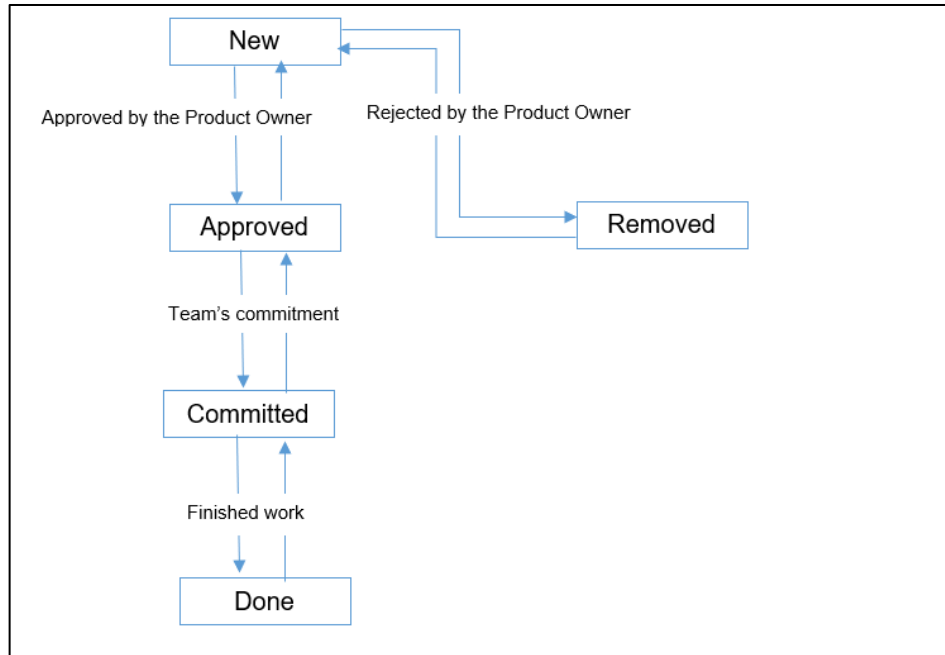 New
Approved by the Product Owner
Rejected by the Product Owner
Approved
Removed
Team's commitment
Committed
Finished work
Done